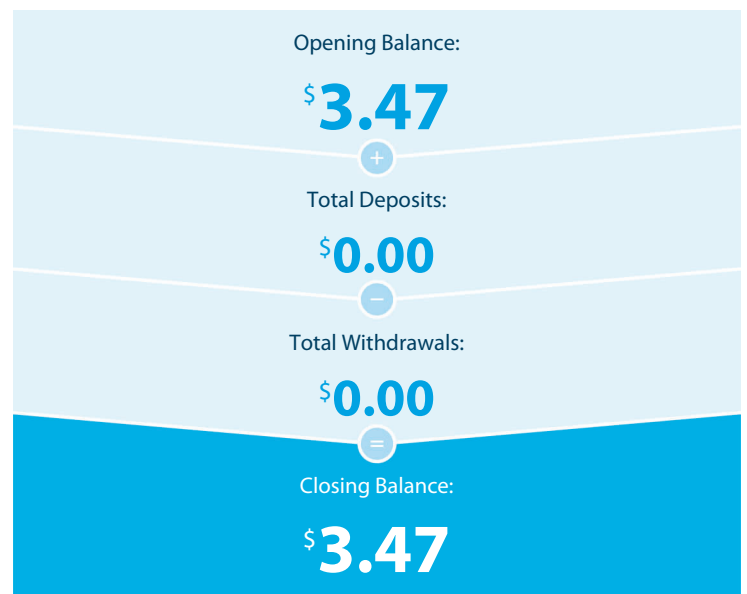 Opening Balance:
$3.47
+
Total Deposits:
$0.00
−
Total Withdrawals:
$0.00
=
Closing Balance:
$3.47